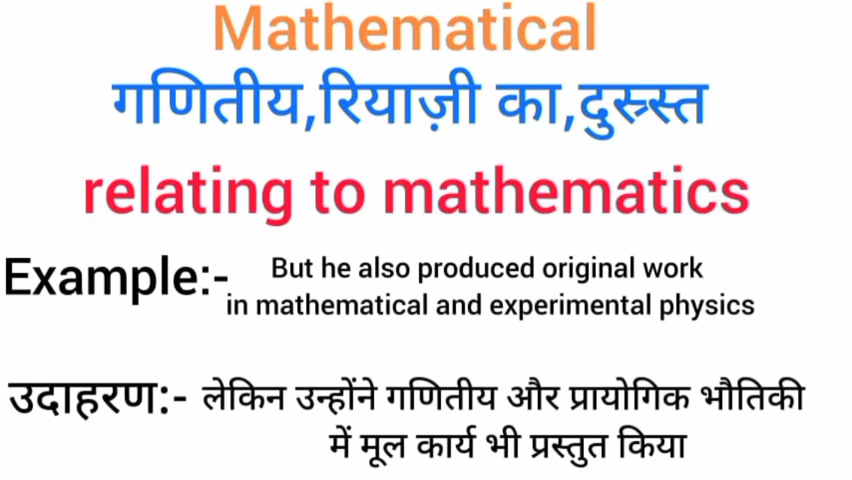 Mathematical
गणितीय,रियाज़ी का,दुस्र्स्त
relating to mathematics
Example:- But he also produced original work
in mathematical and experimental physics
उदाहरण:- लेकिन उन्होंने गणितीय और प्रायोगिक भौतिकी
में मूल कार्य भी प्रस्तुत किया